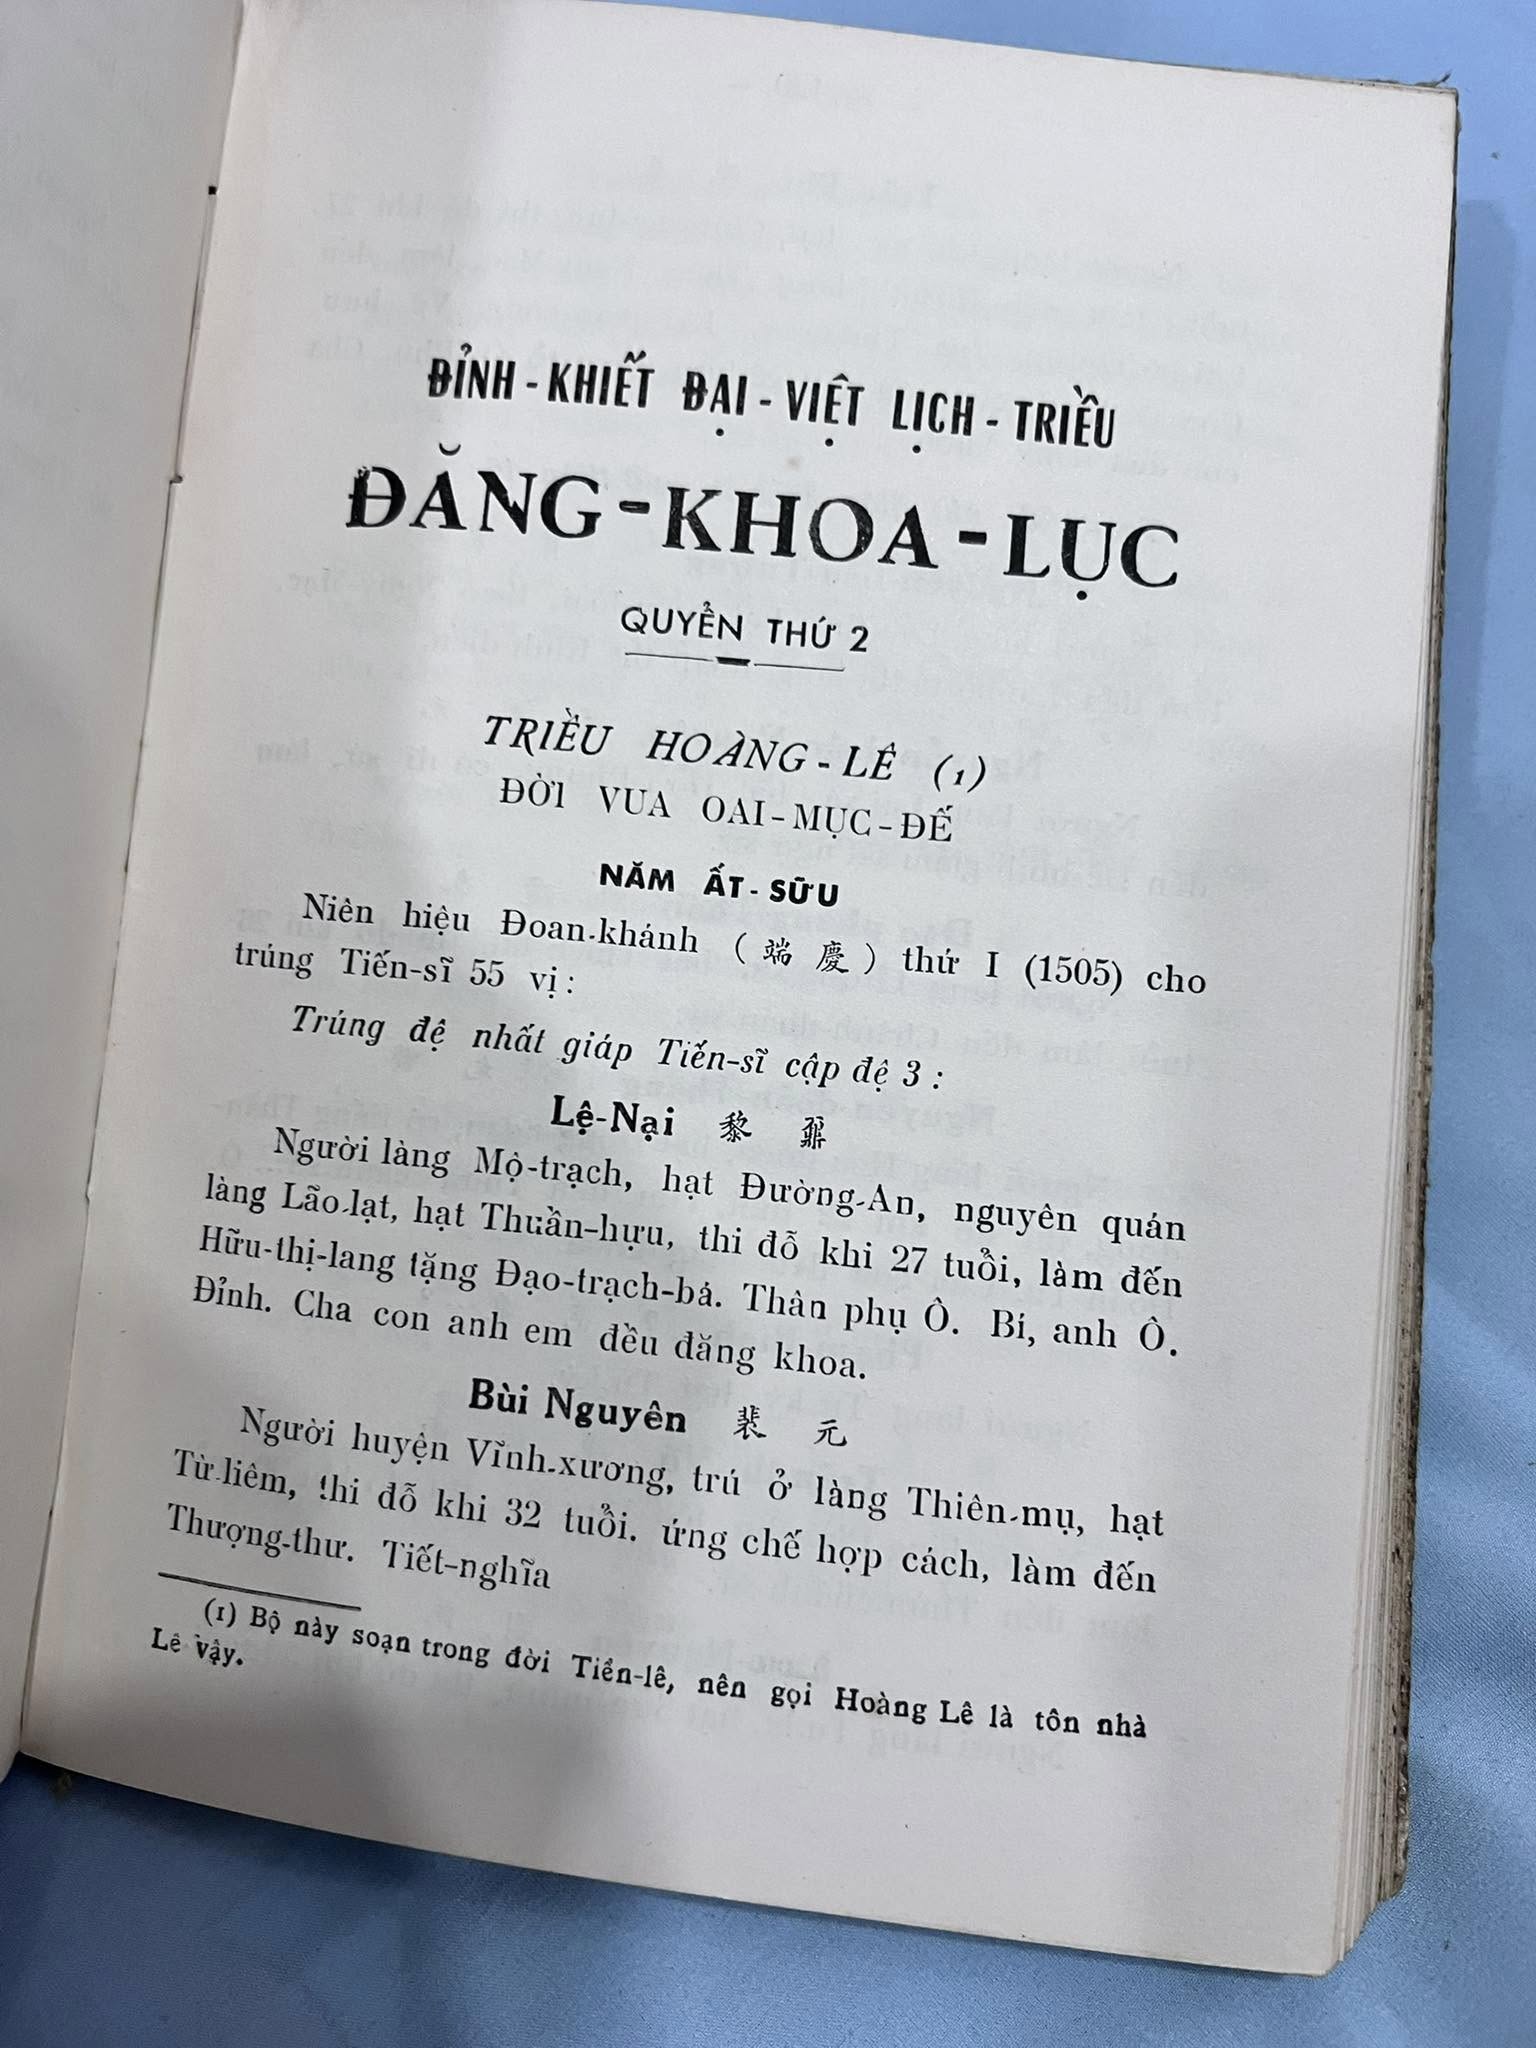 ĐỈNH-KHIẾT ĐẠI-VIỆT LỊCH-TRIỀU
ĐĂNG-KHOA-LỤC
QUYỂN THỨ 2
TRIỀU HOÀNG-LÊ (1)
ĐỜI VUA OAI-MỤC-ĐẾ
NĂM ẤT-SỮU
Niên hiệu Đoan-khánh (端慶) thứ I (1505) cho
trúng Tiến-sĩ 55 vị:
Trúng đệ nhất giáp Tiến-sĩ cập đệ 3:
Lệ-Nại 黎 鼐
Người làng Mộ-trạch, hạt Đường-An, nguyên quán
làng Lão-lạt, hạt Thuần-hựu, thi đỗ khi 27 tuổi, làm đến
Hữu-thị-lang tặng Đạo-trạch-bá. Thân phụ Ô. Bí, anh Ô.
Đỉnh. Cha con anh em đều đăng khoa.
Bùi Nguyên 裴 元
Người huyện Vĩnh-xương, trú ở làng Thiên-mụ, hạt
Từ-liêm, thi đỗ khi 32 tuổi. ứng chế hợp cách, làm đến
Thượng-thư. Tiết-nghĩa
(1) Bộ này soạn trong đời Tiền-lê, nên gọi Hoàng Lê là tôn nhà
Lê vậy.